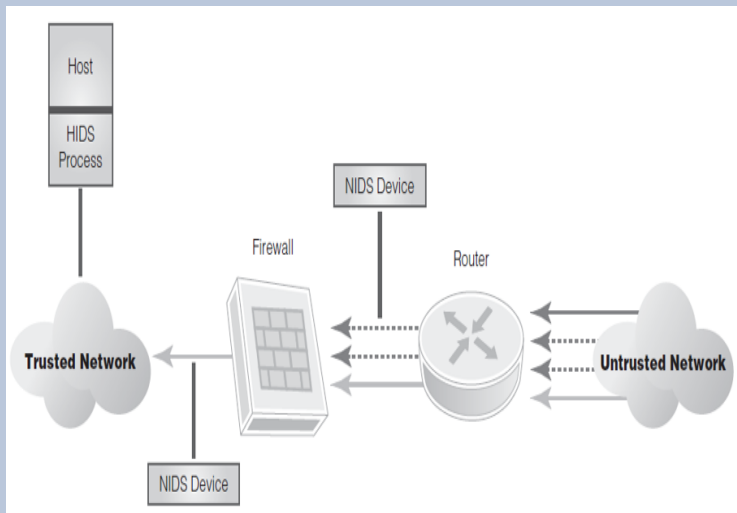 Host
HIDS
Process
NIDS Device
Firewall
Router
Trusted Network
Untrusted Network
NIDS Device